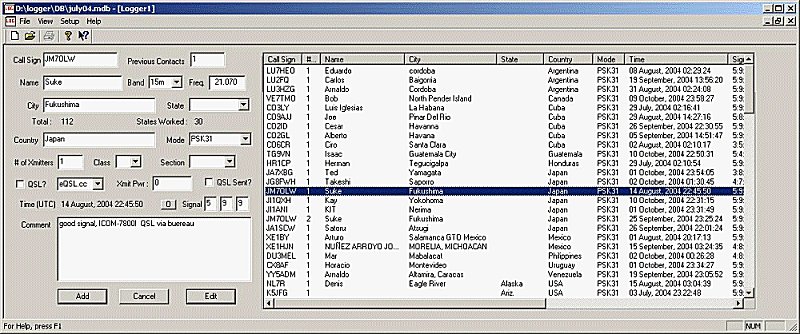 D:\logger\DB\july04.mdb - [Logger1]
File View Setup Help
Call Sign JM7OLW Previous Contacts 1
Name Suke Band 15m Freq. 21.070
City Fukushima State
Total : 112 States Worked : 30
Country Japan Mode PSK31
# of Xmitters 1 Class Section
QSL? eQSL.cc Xmit Pwr : 0 QSL Sent?
Time (UTC) 14 August, 2004 22:45:50 0 Signal 5 9 9
Comment good signal, ICOM-7800! QSL via buereau
Add Cancel Edit
Call Sign #... Name City State Country Mode Time Sig
LU7HEO 1 Eduardo cordoba Argentina PSK31 08 August, 2004 02:29:24 5:9:
LU2FQ 1 Carlos Baigorria Argentina PSK31 19 September, 2004 13:56:20 5:9:
LU3HZG 1 Arnaldo Cordoba Argentina PSK31 31 August, 2004 02:24:08 5:9:
VE7TMO 1 Bob North Pender Island Canada PSK31 09 October, 2004 23:58:27 5:9:
CO3LY 1 Luis Iglesias La Habana Cuba PSK31 29 July, 2004 02:16:41 5:9:
CO9AJJ 1 Joe Pinar Del Rio Cuba PSK31 29 August, 2004 14:27:16 5:8:
CO2ID 1 Cesar Havanna Cuba PSK31 26 September, 2004 22:30:55 5:9:
CO2GL 1 Alberto Havana Cuba PSK31 05 September, 2004 14:51:47 5:9:
CO6CR 1 Ciro Santa Clara Cuba PSK31 02 August, 2004 02:10:17 3:5:
TG9VN 1 Isaac Guatemala City Guatemala PSK31 10 October, 2004 22:50:31 5:4:
HR1CP 1 Hernan Tegucigalpa Honduras PSK31 29 July, 2004 02:10:54 5:9:
JA7XBG 1 Ted Yamagata Japan PSK31 01 October, 2004 23:54:05 3:8:
JG8PWH 1 Takeshi Saporro Japan PSK31 02 October, 2004 01:30:45 4:7:
JM7OLW 1 Suke Fukushima Japan PSK31 14 August, 2004 22:45:50 5:9:
JI1QXH 1 Kay Yokohoma Japan PSK31 10 October, 2004 22:31:15 5:9:
JI1ANI 1 KIT Nerima Japan PSK31 01 October, 2004 23:31:49 5:9:
JM7OLW 2 Suke Fukushima Japan PSK31 25 September, 2004 23:25:24 5:9:
JA1SCW 1 Satoru Atsugi Japan PSK31 26 September, 2004 22:01:24 5:9:
XE1BY 1 Arturo Salamanca GTO Mexico Mexico PSK31 01 August, 2004 20:17:13 5:9:
XE1HJN 1 NUÑEZ ARROYO JO... MORELIA, MICHOACAN Mexico PSK31 15 September, 2004 03:24:35 4:8:
DU3MEL 1 Mar Mabalacat Philippines PSK31 02 October, 2004 01:26:18 4:8:
CX8AF 1 Horacio Montevideo Uruguay PSK31 01 August, 2004 01:34:27 5:9:
YY5ADM 1 Arnaldo Altamira, Caracas Venezuela PSK31 19 September, 2004 23:05:52 5:9:
NL7R 1 Denis Eagle River Alaska USA PSK31 15 August, 2004 03:04:39 5:9:
K5JFG 1 Ariz. USA PSK31 03 July, 2004 23:22:48 3:8:
For Help, press F1 NUM